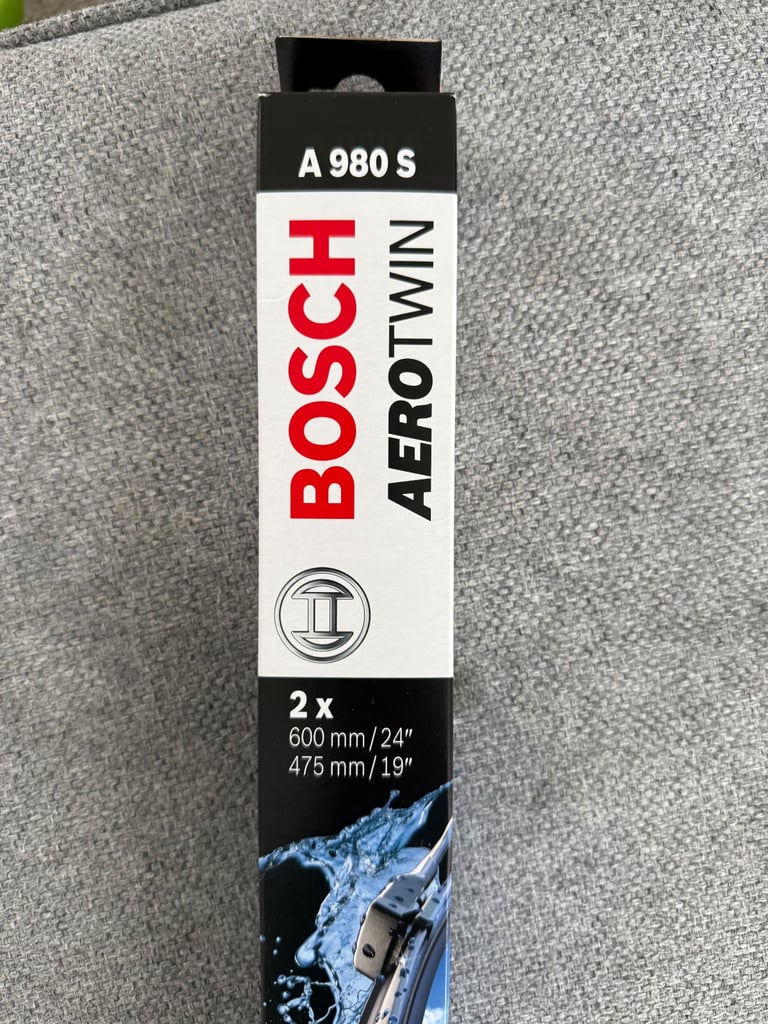 A 980 S
BOSCH
AEROTWIN
2 x
600 mm / 24″
475 mm / 19″